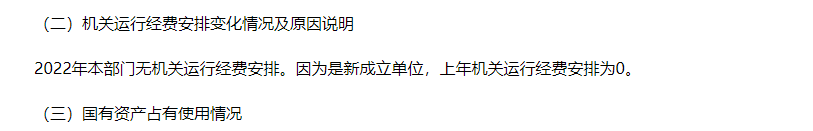 （二）机关运行经费安排变化情况及原因说明
2022年本部门无机关运行经费安排。因为是新成立单位，上年机关运行经费安排为0。
（三）国有资产占有使用情况